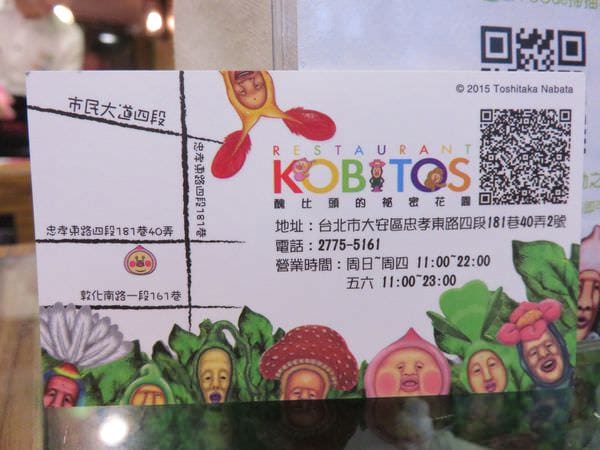 © 2015 Toshitaka Nabata
市民大道四段
忠孝東路四段181巷
RESTAURANT
KOBITOS
醜比頭的祕密花園
地址：台北市大安區忠孝東路四段181巷40弄2號
電話：2775-5161
營業時間：周日~周四 11:00~22:00
五六 11:00~23:00
忠孝東路四段181巷40弄
敦化南路一段161巷